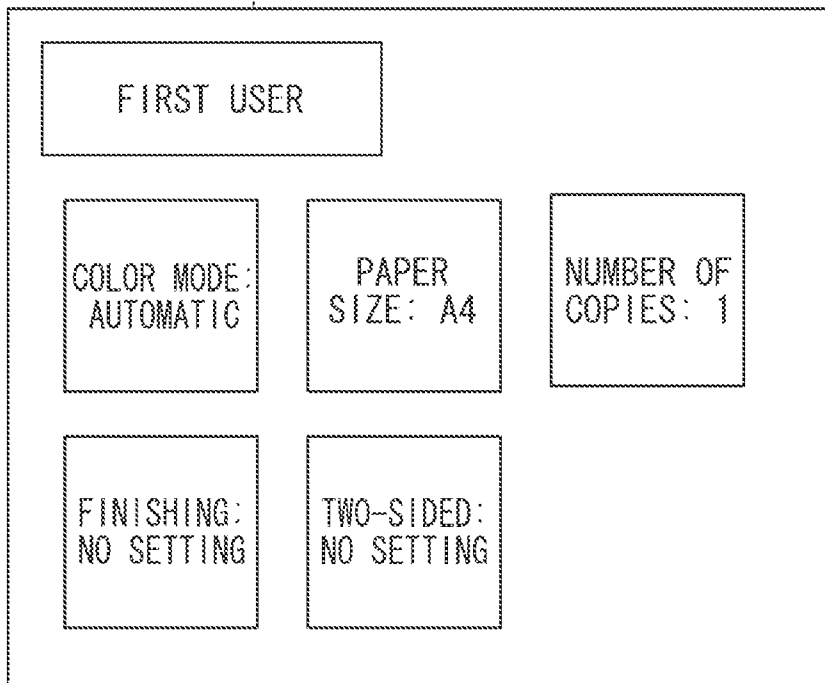 FIRST USER
COLOR MODE:
AUTOMATIC
PAPER
SIZE: A4
NUMBER OF
COPIES: 1
FINISHING:
NO SETTING
TWO-SIDED:
NO SETTING